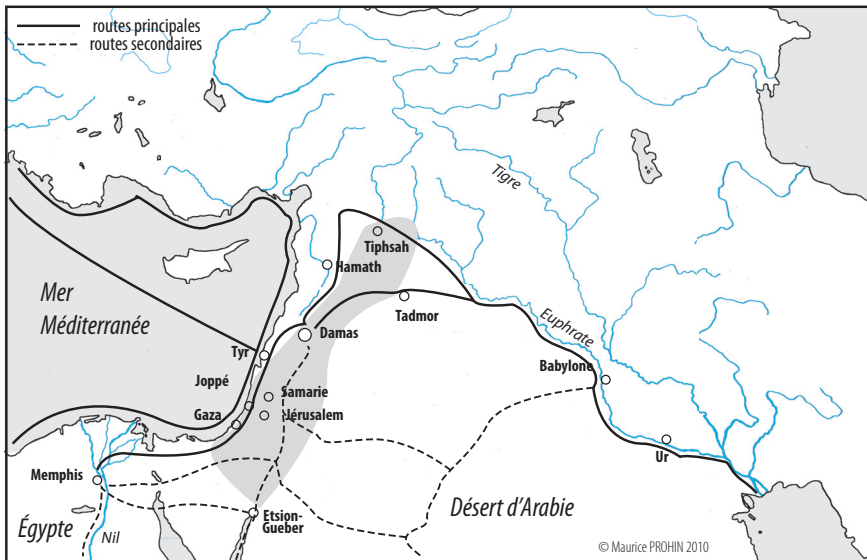 routes principales
routes secondaires
Tigre
Tiphsah
Hamath
Mer
Méditerranée
Tadmor
Euphrate
Damas
Tyr
Babylone
Joppé
Samarie
Gaza
Jérusalem
Ur
Memphis
Désert d'Arabie
Etsion-
Gueber
Égypte
Nil
© Maurice PROHIN 2010